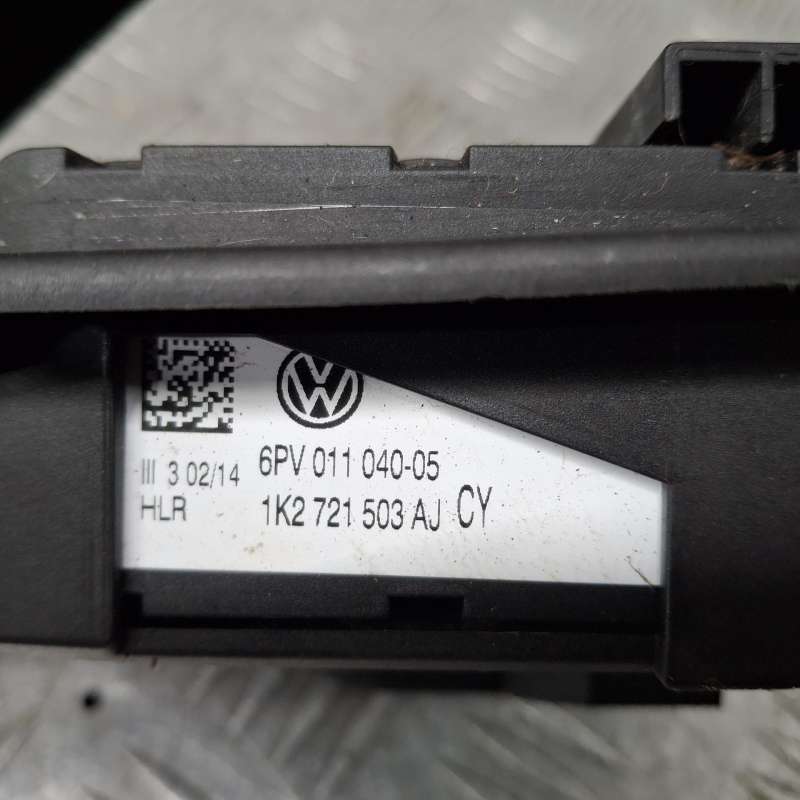 6PV 011 040-05
III 3 02/14
HLR
1K2 721 503 AJ CY